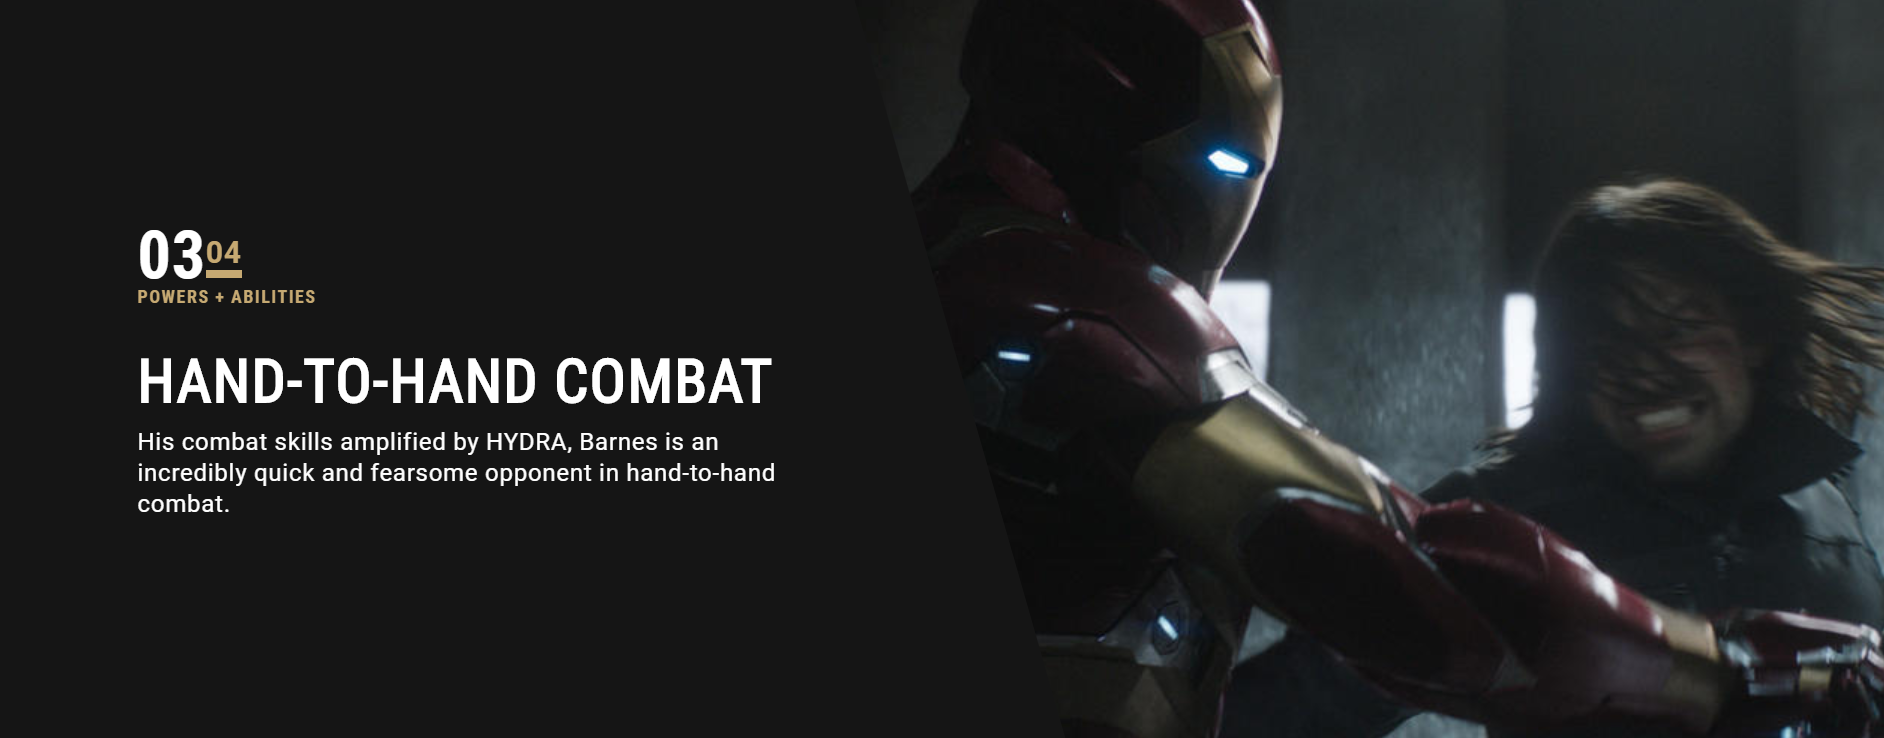 03 04
POWERS + ABILITIES
HAND-TO-HAND COMBAT
His combat skills amplified by HYDRA, Barnes is an
incredibly quick and fearsome opponent in hand-to-hand
combat.